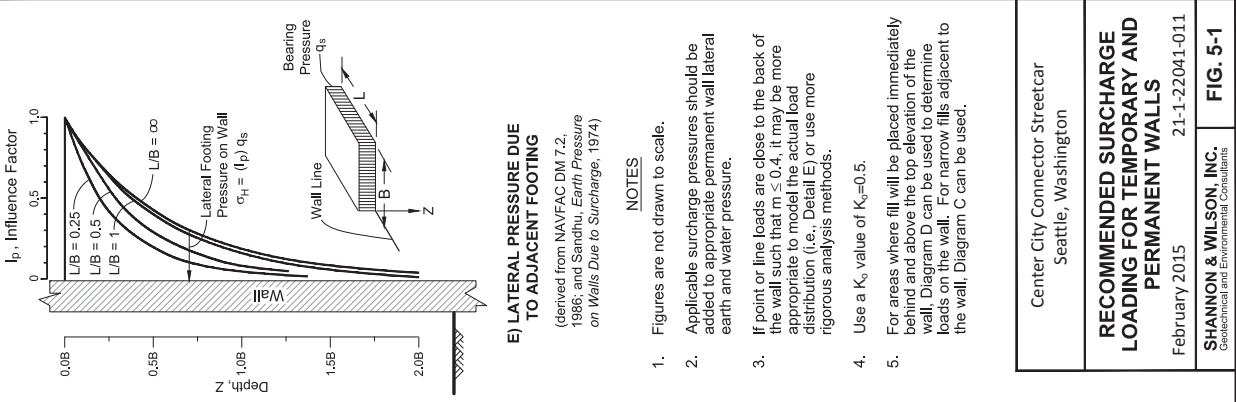 Ip, Influence Factor
0
0.5
1.0
L/B = 0.25
L/B = 0.5
L/B = 1
L/B = ∞
Lateral Footing
Pressure on Wall
σH = (Ip) qs
Wall
Depth, Z
0.0B
0.5B
1.0B
1.5B
2.0B
Bearing
Pressure
qs
L
B
Wall Line
Z
E) LATERAL PRESSURE DUE
TO ADJACENT FOOTING
(derived from NAVFAC DM 7.2,
1986; and Sandhu, Earth Pressure
on Walls Due to Surcharge, 1974)
NOTES
1. Figures are not drawn to scale.
2. Applicable surcharge pressures should be
added to appropriate permanent wall lateral
earth and water pressure.
3. If point or line loads are close to the back of
the wall such that m ≤ 0.4, it may be more
appropriate to model the actual load
distribution (i.e., Detail E) or use more
rigorous analysis methods.
4. Use a Ko value of Ko=0.5.
5. For areas where fill will be placed immediately
behind and above the top elevation of the
wall, Diagram D can be used to determine
loads on the wall. For narrow fills adjacent to
the wall, Diagram C can be used.
Center City Connector Streetcar
Seattle, Washington
RECOMMENDED SURCHARGE
LOADING FOR TEMPORARY AND
PERMANENT WALLS
February 2015 21-1-22041-011
SHANNON & WILSON, INC.
Geotechnical and Environmental Consultants
FIG. 5-1